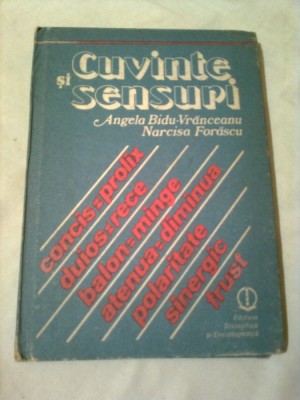 Cuvinte
și
sensuri
Angela Bidu-Vrănceanu
Narcisa Forăscu
concis=prolix
duios=rece
balon=minge
atenua=diminua
polaritate
sinergic
frust
Editura
Științifică
și Enciclopedică